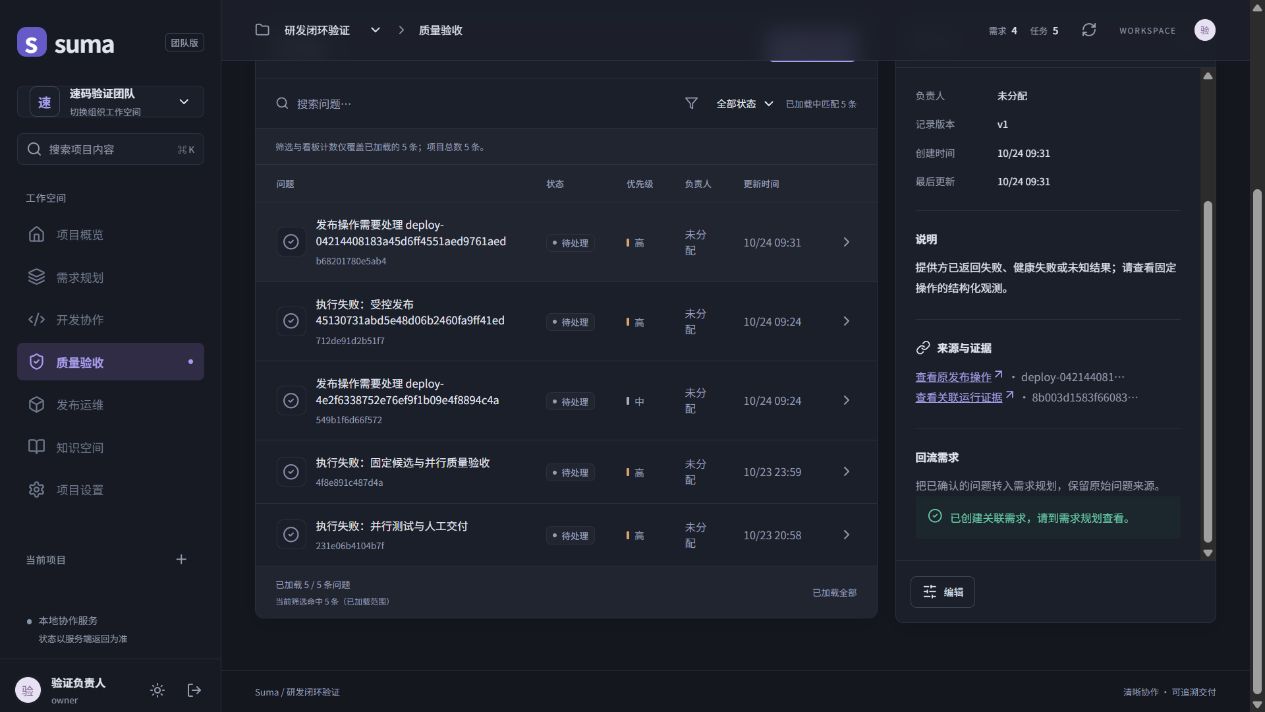 suma
团队版
速
速码验证团队
切换组织工作空间
搜索项目内容
⌘K
工作空间
项目概览
需求规划
开发协作
质量验收
发布运维
知识空间
项目设置
当前项目
本地协作服务
状态以服务端返回为准
验
验证负责人
owner
研发闭环验证
质量验收
需求 4 任务 5
WORKSPACE
验
搜索问题…
全部状态
已加载中匹配 5 条
筛选与看板计数仅覆盖已加载的 5 条；项目总数 5 条。
问题 状态 优先级 负责人 更新时间
发布操作需要处理 deploy-
04214408183a45d6ff4551aed9761aed
b68201780e5ab4
待处理 高 未分配 10/24 09:31
执行失败：受控发布
45130731abd5e48d06b2460fa9ff41ed
712de91d2b51f7
待处理 高 未分配 10/24 09:24
发布操作需要处理 deploy-
4e2f6338752e76ef9f1b09e4f8894c4a
549b1f6d66f572
待处理 中 未分配 10/24 09:24
执行失败：固定候选与并行质量验收
4f8e891c487d4a
待处理 高 未分配 10/23 23:59
执行失败：并行测试与人工交付
231e06b4104b7f
待处理 高 未分配 10/23 20:58
已加载 5 / 5 条问题
当前筛选命中 5 条（已加载范围）
已加载全部
负责人 未分配
记录版本 v1
创建时间 10/24 09:31
最后更新 10/24 09:31
说明
提供方已返回失败、健康失败或未知结果；请查看固定
操作的结构化观测。
来源与证据
查看原发布操作 · deploy-042144081…
查看关联运行证据 · 8b003d1583f66083…
回流需求
把已确认的问题转入需求规划，保留原始问题来源。
已创建关联需求，请到需求规划查看。
编辑
Suma / 研发闭环验证
清晰协作 · 可追溯交付